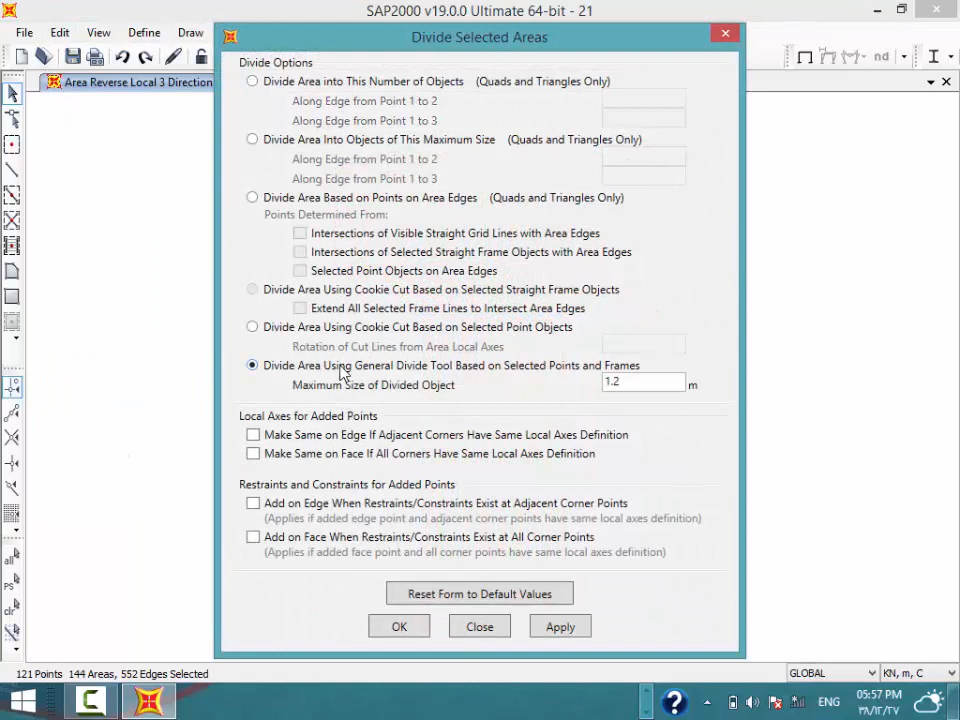 SAP2000 v19.0.0 Ultimate 64-bit - 21
File Edit View Define Draw
nd
Area Reverse Local 3 Direction
Divide Selected Areas
Divide Options
Divide Area into This Number of Objects (Quads and Triangles Only)
Along Edge from Point 1 to 2
Along Edge from Point 1 to 3
Divide Area Into Objects of This Maximum Size (Quads and Triangles Only)
Along Edge from Point 1 to 2
Along Edge from Point 1 to 3
Divide Area Based on Points on Area Edges (Quads and Triangles Only)
Points Determined From:
Intersections of Visible Straight Grid Lines with Area Edges
Intersections of Selected Straight Frame Objects with Area Edges
Selected Point Objects on Area Edges
Divide Area Using Cookie Cut Based on Selected Straight Frame Objects
Extend All Selected Frame Lines to Intersect Area Edges
Divide Area Using Cookie Cut Based on Selected Point Objects
Rotation of Cut Lines from Area Local Axes
Divide Area Using General Divide Tool Based on Selected Points and Frames
Maximum Size of Divided Object 1.2 m
Local Axes for Added Points
Make Same on Edge If Adjacent Corners Have Same Local Axes Definition
Make Same on Face If All Corners Have Same Local Axes Definition
Restraints and Constraints for Added Points
Add on Edge When Restraints/Constraints Exist at Adjacent Corner Points
(Applies if added edge point and adjacent corner points have same local axes definition)
Add on Face When Restraints/Constraints Exist at All Corner Points
(Applies if added face point and all corner points have same local axes definition)
Reset Form to Default Values
OK Close Apply
all
PS
clr
121 Points 144 Areas, 552 Edges Selected
GLOBAL KN, m, C
ENG
05:57 PM
٣٨/١٢/٢٧